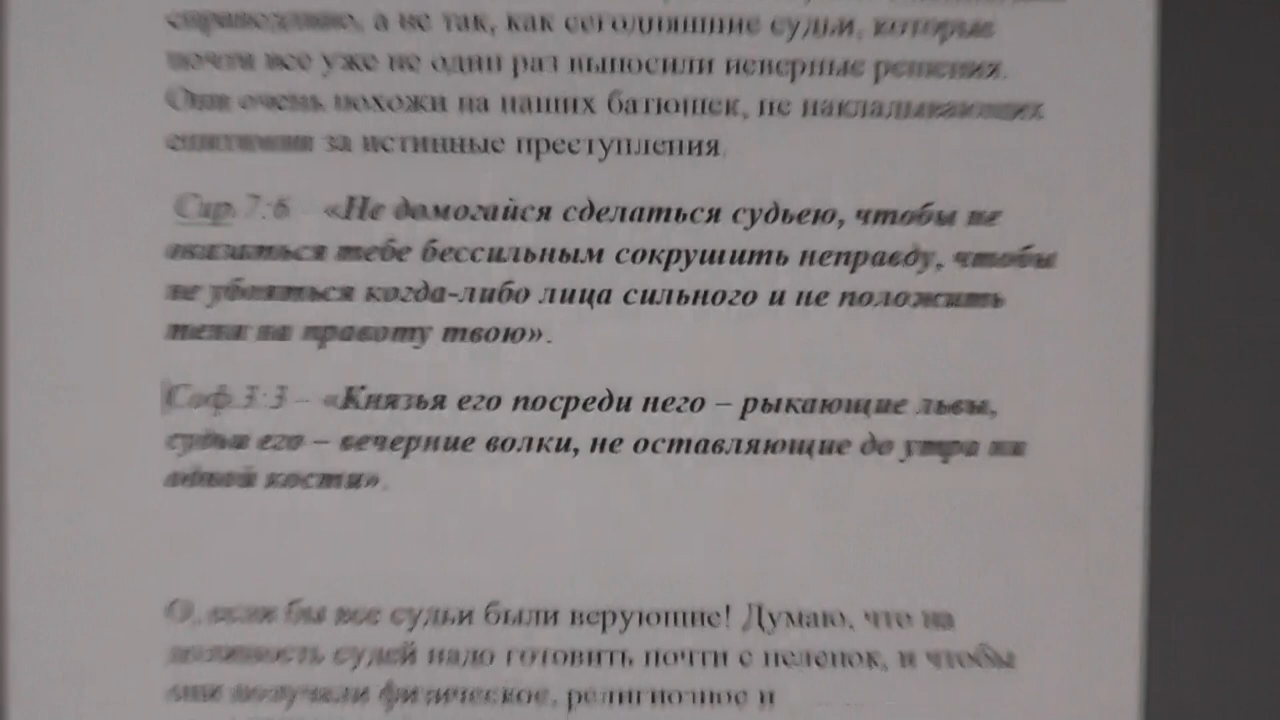 справедливо, а не так, как сегодняшние судьи, которые
почти все уже не один раз выносили неверные решения.
Они очень похожи на наших батюшек, не накладывающих
епитимии за истинные преступления.
Сир.7:6 – «Не домогайся сделаться судьею, чтобы не
оказаться тебе бессильным сокрушить неправду, чтобы
не убояться когда-либо лица сильного и не положить
тени на правоту твою».
Соф.3:3 – «Князья его посреди него – рыкающие львы,
судьи его – вечерние волки, не оставляющие до утра ни
одной кости».
О, если бы все судьи были верующие! Думаю, что на
должность судей надо готовить почти с пеленок, и чтобы
они получали физическое, религиозное и